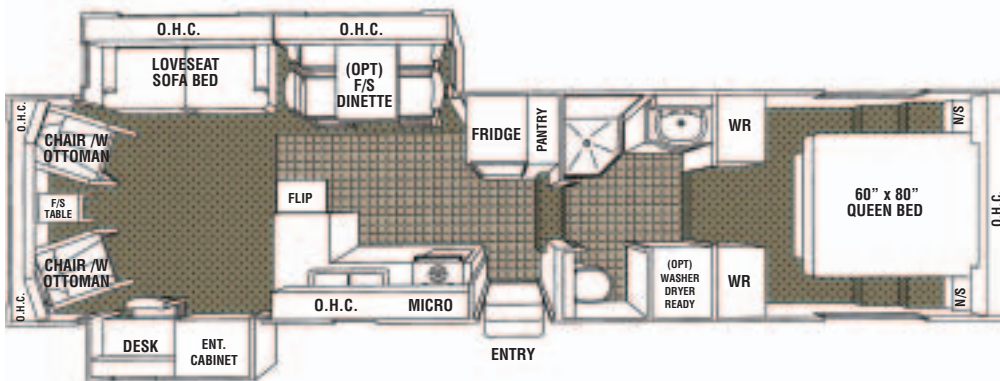 O.H.C.
O.H.C.
LOVESEAT
SOFA BED
(OPT)
F/S
DINETTE
O.H.C.
CHAIR /W
OTTOMAN
F/S
TABLE
CHAIR /W
OTTOMAN
O.H.C.
FLIP
FRIDGE
PANTRY
WR
N/S
60” x 80”
QUEEN BED
O.H.C.
N/S
(OPT)
WASHER
DRYER
READY
WR
O.H.C.
MICRO
DESK
ENT.
CABINET
ENTRY